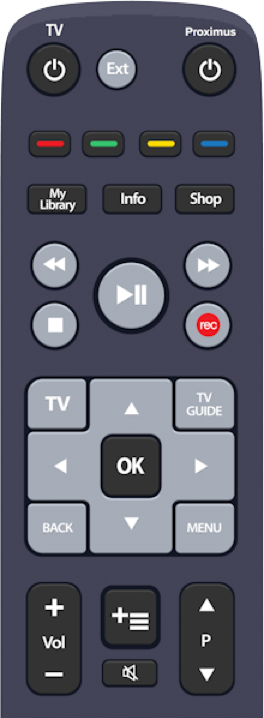 TV
Proximus
Ext
My
Library
Info
Shop
rec
TV
TV
GUIDE
OK
BACK
MENU
+
Vol
−
+
P